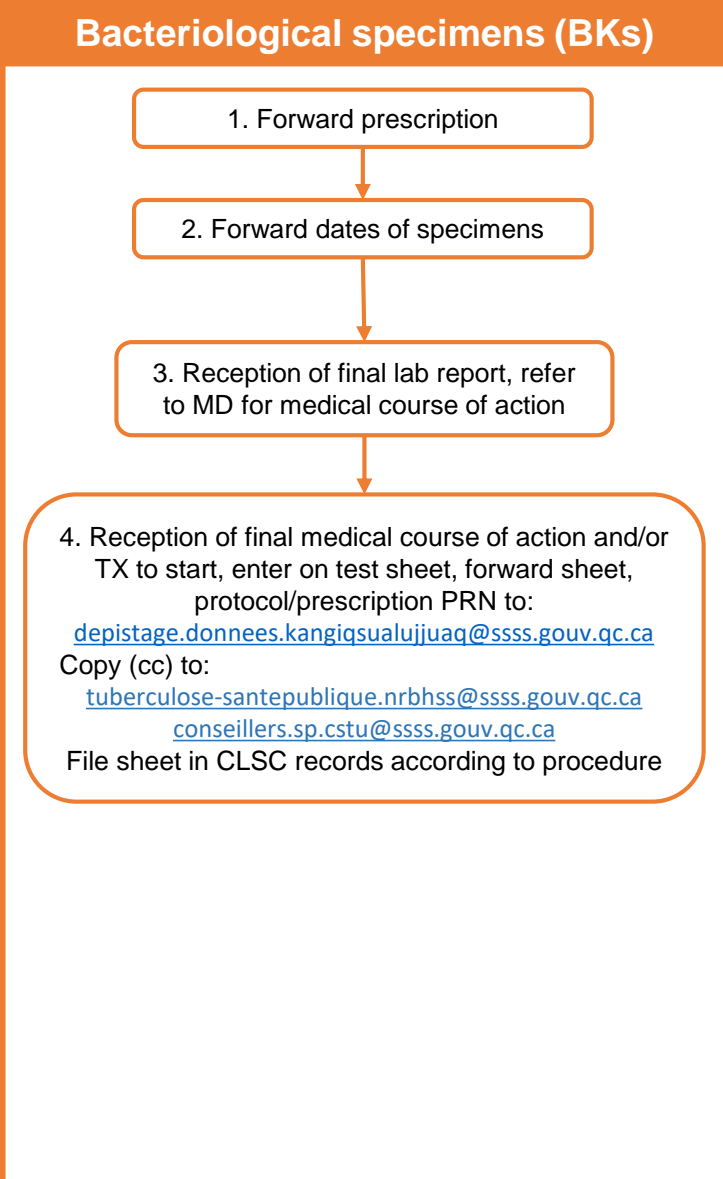 Bacteriological specimens (BKs)
1. Forward prescription
2. Forward dates of specimens
3. Reception of final lab report, refer
to MD for medical course of action
4. Reception of final medical course of action and/or
TX to start, enter on test sheet, forward sheet,
protocol/prescription PRN to:
depistage.donnees.kangiqsualujjuaq@ssss.gouv.qc.ca
Copy (cc) to:
tuberculose-santepublique.nrbhss@ssss.gouv.qc.ca
conseillers.sp.cstu@ssss.gouv.qc.ca
File sheet in CLSC records according to procedure